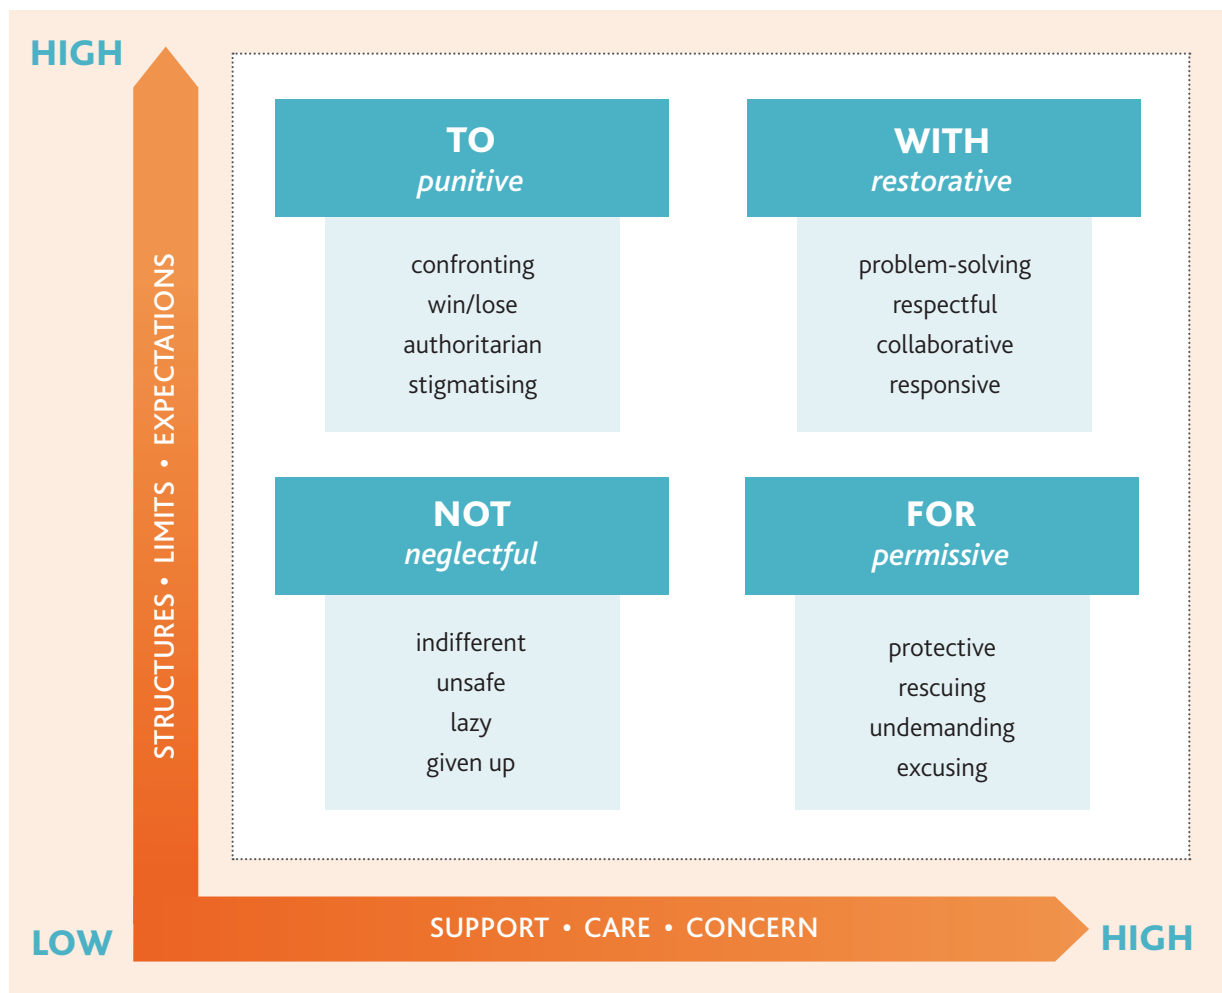 HIGH
STRUCTURES • LIMITS • EXPECTATIONS
TO
punitive
confronting
win/lose
authoritarian
stigmatising
WITH
restorative
problem-solving
respectful
collaborative
responsive
NOT
neglectful
indifferent
unsafe
lazy
given up
FOR
permissive
protective
rescuing
undemanding
excusing
LOW
SUPPORT • CARE • CONCERN
HIGH